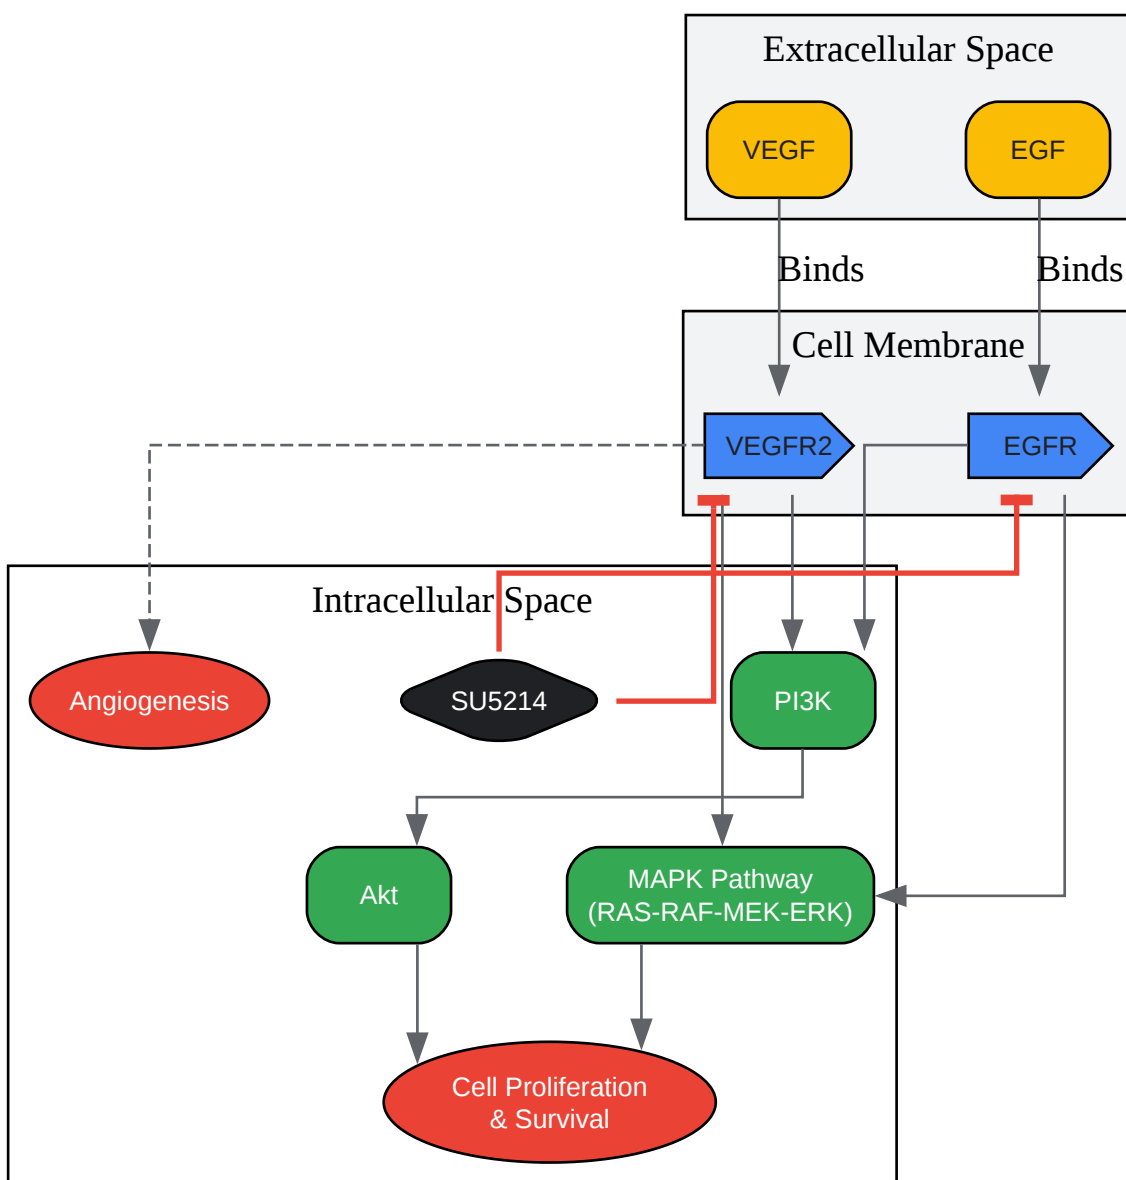 Extracellular Space
VEGF
EGF
Binds
Binds
Cell Membrane
VEGFR2
EGFR
Intracellular Space
Angiogenesis
SU5214
PI3K
Akt
MAPK Pathway
(RAS-RAF-MEK-ERK)
Cell Proliferation
& Survival